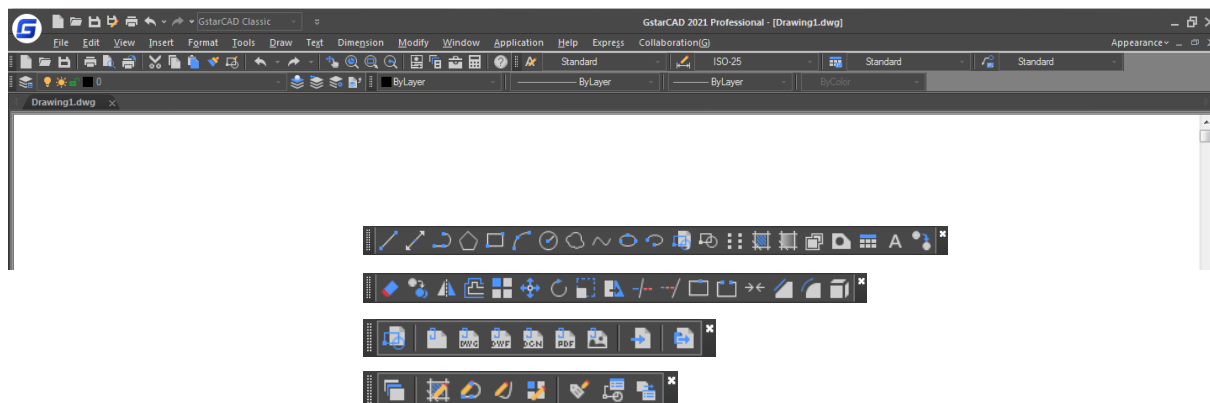 G GstarCAD Classic GstarCAD 2021 Professional - [Drawing1.dwg]
File Edit View Insert Format Tools Draw Text Dimension Modify Window Application Help Express Collaboration(G) Appearance
Standard ISO-25 Standard Standard
0 ByLayer ByLayer ByLayer ByColor
Drawing1.dwg
A
DWG DWF DGN PDF